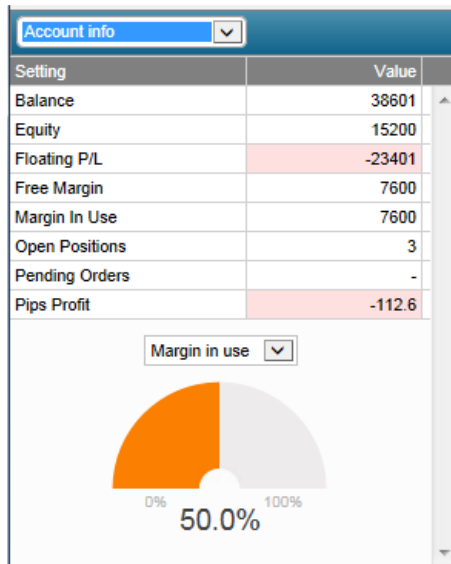 Account info
Setting Value
Balance 38601
Equity 15200
Floating P/L -23401
Free Margin 7600
Margin In Use 7600
Open Positions 3
Pending Orders -
Pips Profit -112.6
Margin in use
0% 100%
50.0%